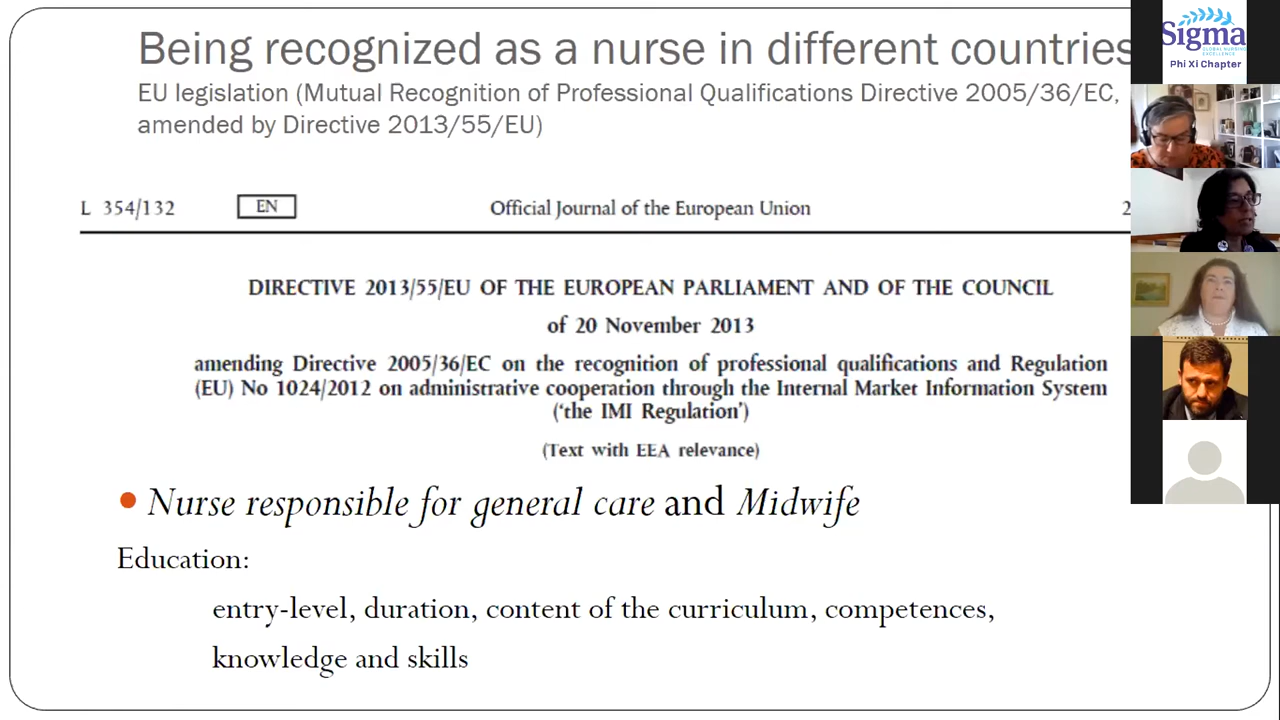 Being recognized as a nurse in different countries
EU legislation (Mutual Recognition of Professional Qualifications Directive 2005/36/EC,
amended by Directive 2013/55/EU)
L 354/132 EN Official Journal of the European Union 2
DIRECTIVE 2013/55/EU OF THE EUROPEAN PARLIAMENT AND OF THE COUNCIL
of 20 November 2013
amending Directive 2005/36/EC on the recognition of professional qualifications and Regulation
(EU) No 1024/2012 on administrative cooperation through the Internal Market Information System
(‘the IMI Regulation’)
(Text with EEA relevance)
• Nurse responsible for general care and Midwife
Education:
entry-level, duration, content of the curriculum, competences,
knowledge and skills
Sigma
GLOBAL NURSING
EXCELLENCE
Phi Xi Chapter